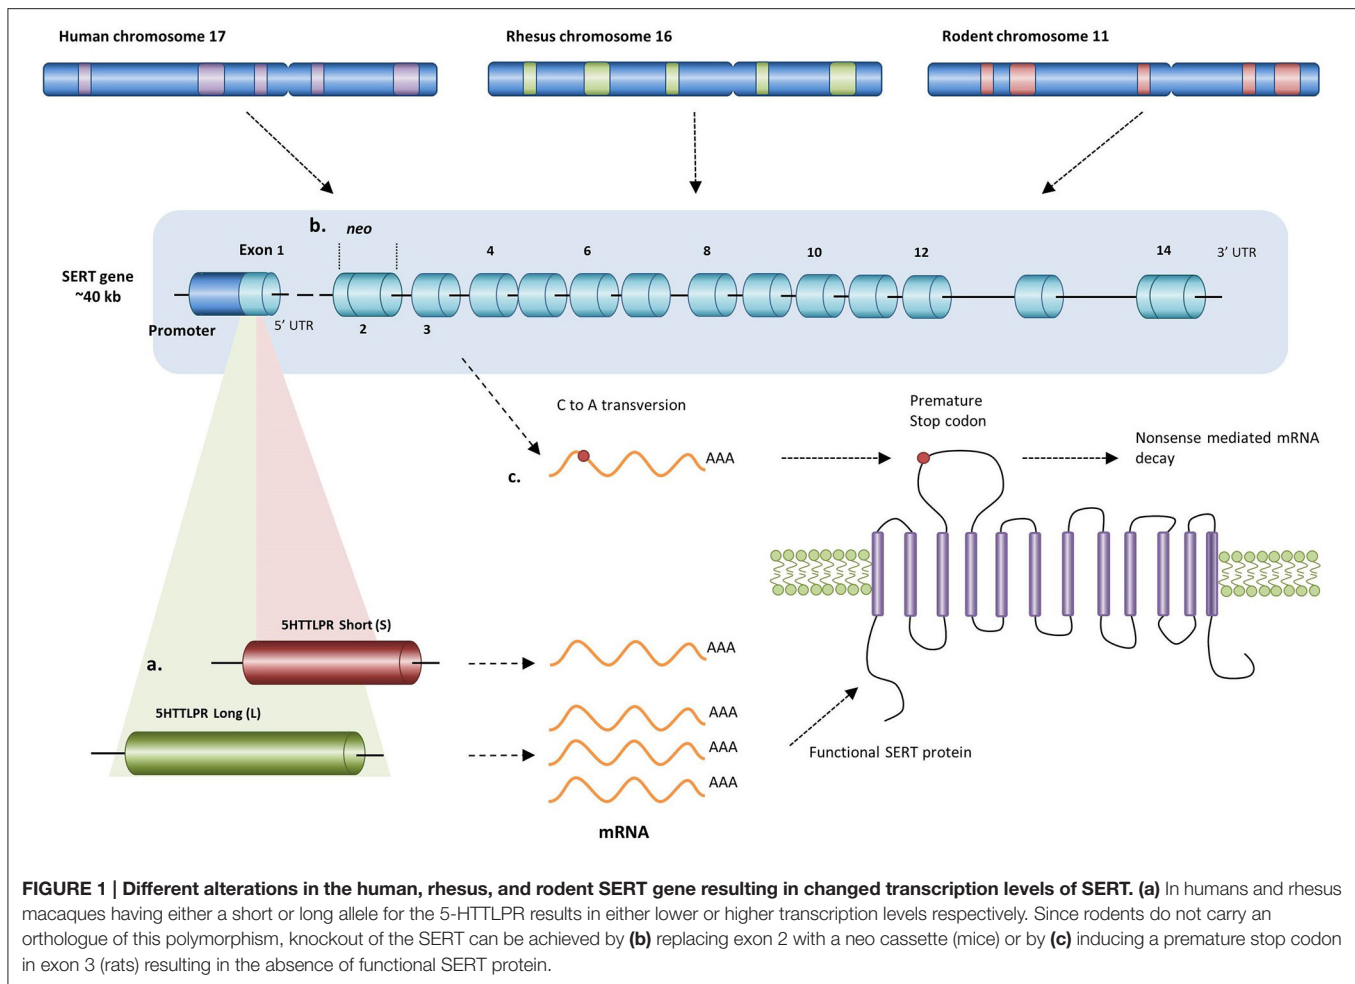 Human chromosome 17
Rhesus chromosome 16
Rodent chromosome 11
b.
neo
Exon 1
4
6
8
10
12
14
3’ UTR
SERT gene
~40 kb
Promoter
5’ UTR
2
3
C to A transversion
Premature
Stop codon
Nonsense mediated mRNA
decay
AAA
c.
5HTTLPR Short (S)
a.
AAA
5HTTLPR Long (L)
AAA
AAA
AAA
Functional SERT protein
mRNA
FIGURE 1 | Different alterations in the human, rhesus, and rodent SERT gene resulting in changed transcription levels of SERT. (a) In humans and rhesus
macaques having either a short or long allele for the 5-HTTLPR results in either lower or higher transcription levels respectively. Since rodents do not carry an
orthologue of this polymorphism, knockout of the SERT can be achieved by (b) replacing exon 2 with a neo cassette (mice) or by (c) inducing a premature stop codon
in exon 3 (rats) resulting in the absence of functional SERT protein.